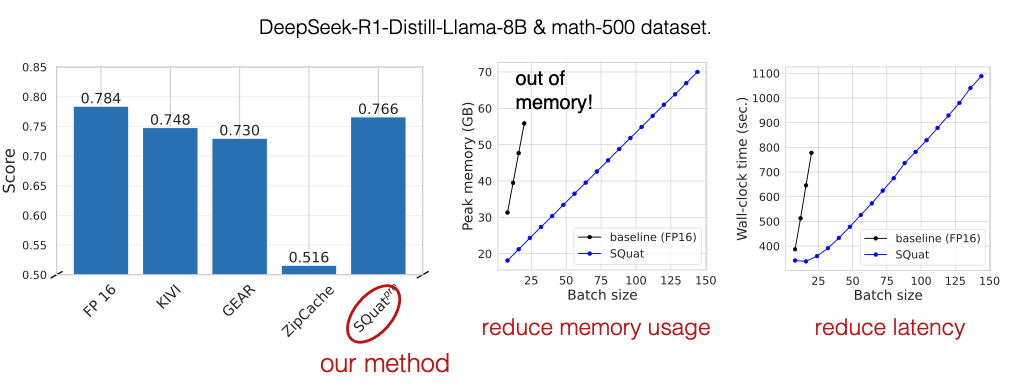 DeepSeek-R1-Distill-Llama-8B & math-500 dataset.
Score
0.85
0.80
0.75
0.70
0.65
0.60
0.55
0.50
0.784
0.748
0.730
0.516
0.766
FP 16
KIVI
GEAR
ZipCache
SQuatᵖʳᵉ
our method
Peak memory (GB)
70
60
50
40
30
20
out of
memory!
baseline (FP16)
SQuat
25
50
75
100
125
150
Batch size
reduce memory usage
Wall-clock time (sec.)
1100
1000
900
800
700
600
500
400
baseline (FP16)
SQuat
25
50
75
100
125
150
Batch size
reduce latency